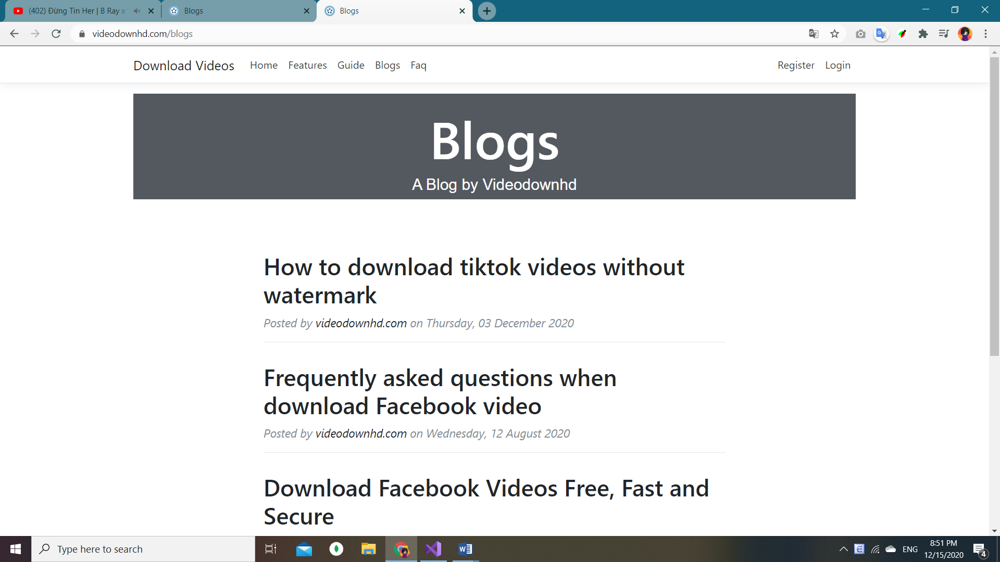 (402) Đừng Tin Her | B Ray x
Blogs
Blogs
videodownhd.com/blogs
Download Videos Home Features Guide Blogs Faq Register Login
Blogs
A Blog by Videodownhd
How to download tiktok videos without
watermark
Posted by videodownhd.com on Thursday, 03 December 2020
Frequently asked questions when
download Facebook video
Posted by videodownhd.com on Wednesday, 12 August 2020
Download Facebook Videos Free, Fast and
Secure
Type here to search
ENG
8:51 PM
12/15/2020
4